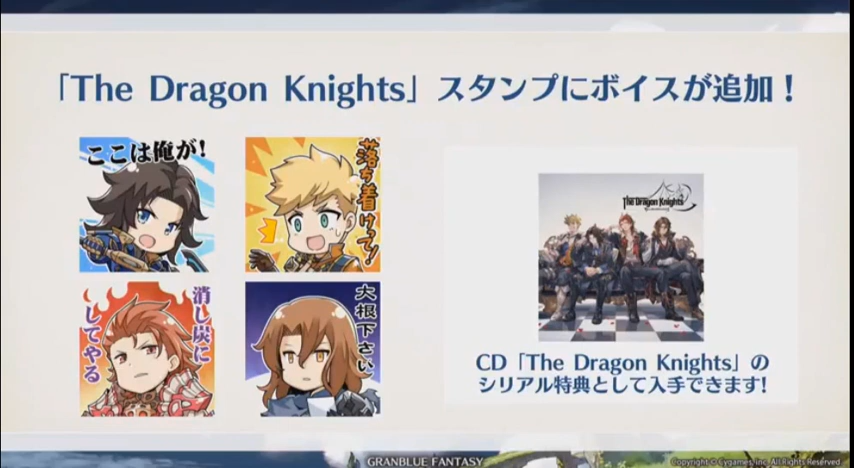 「The Dragon Knights」スタンプにボイスが追加！
ここは俺が!
落ち着けって!
消し炭に
してやる
大根下さい
The Dragon Knights
CD「The Dragon Knights」の
シリアル特典として入手できます!
GRANBLUE FANTASY
Copyright © Cygames, Inc. All Rights Reserved.